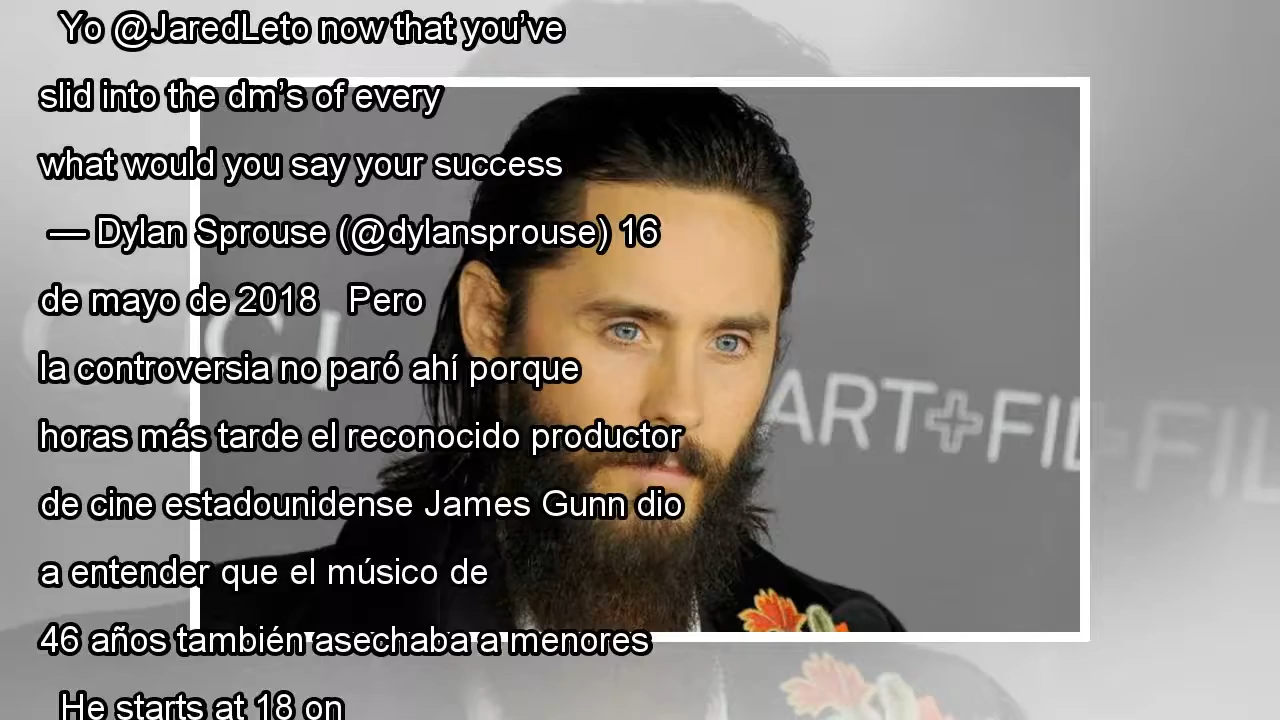 Yo @JaredLeto now that you’ve
slid into the dm’s of every
what would you say your success
— Dylan Sprouse (@dylansprouse) 16
de mayo de 2018   Pero
la controversia no paró ahí porque
horas más tarde el reconocido productor
de cine estadounidense James Gunn dio
a entender que el músico de
46 años también asechaba a menores
He starts at 18 on
ART+FIL